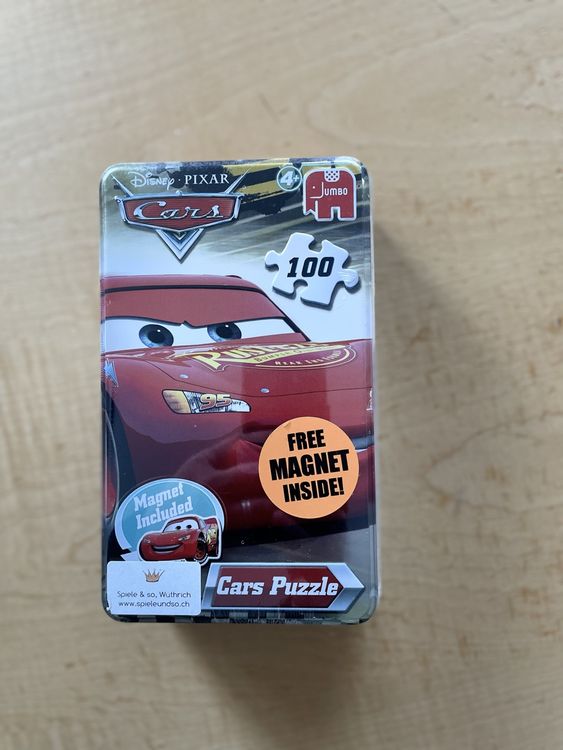 Disney · PIXAR
Cars
4+
JUMBO
100
95
FREE
MAGNET
INSIDE!
Magnet
Included
Spiele & so, Wüthrich
www.spieleundso.ch
Cars Puzzle